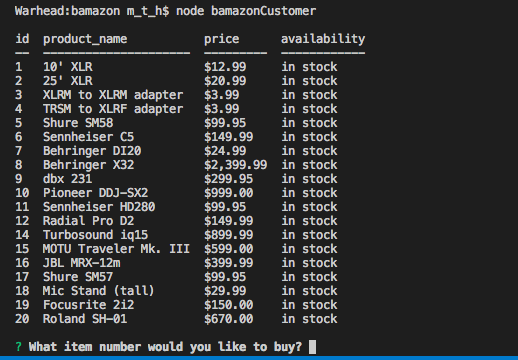 Warhead:bamazon m_t_h$ node bamazonCustomer
id product_name price availability
1 10' XLR $12.99 in stock
2 25' XLR $20.99 in stock
3 XLRM to XLRM adapter $3.99 in stock
4 TRSM to XLRF adapter $3.99 in stock
5 Shure SM58 $99.95 in stock
6 Sennheiser C5 $149.99 in stock
7 Behringer DI20 $24.99 in stock
8 Behringer X32 $2,399.99 in stock
9 dbx 231 $299.95 in stock
10 Pioneer DDJ-SX2 $999.00 in stock
11 Sennheiser HD280 $99.95 in stock
12 Radial Pro D2 $149.99 in stock
14 Turbosound iq15 $899.99 in stock
15 MOTU Traveler Mk. III $599.00 in stock
16 JBL MRX-12m $399.99 in stock
17 Shure SM57 $99.95 in stock
18 Mic Stand (tall) $29.99 in stock
19 Focusrite 2i2 $150.00 in stock
20 Roland SH-01 $670.00 in stock
? What item number would you like to buy?